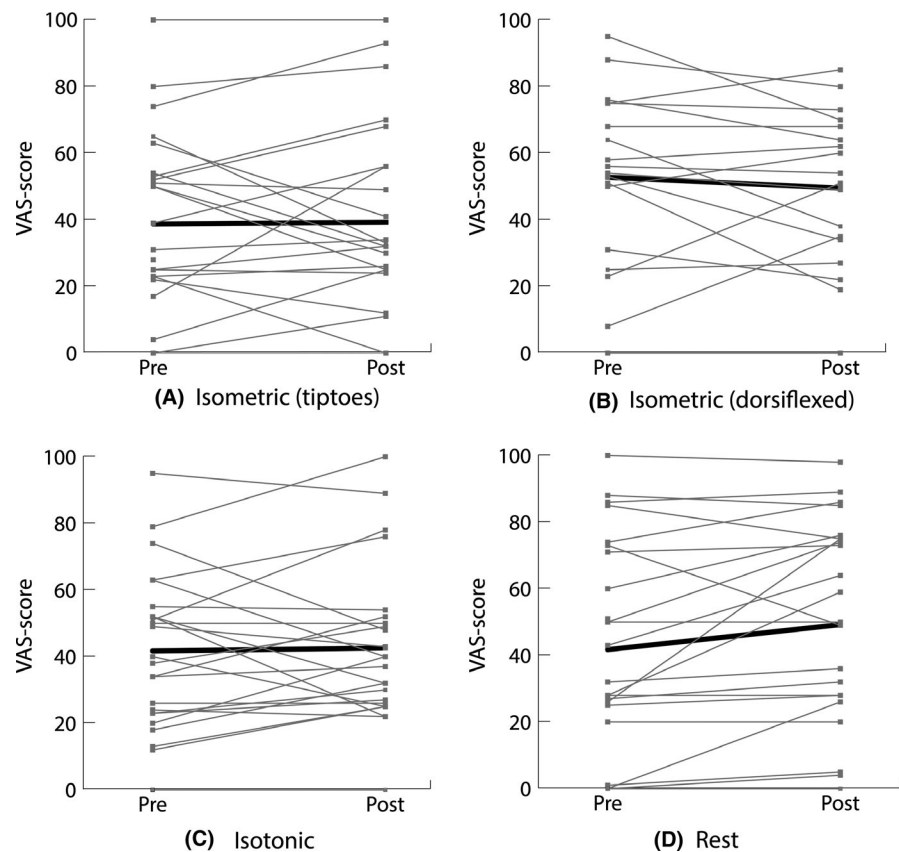 100
80
60
40
20
0
VAS-score
Pre Post
(A) Isometric (tiptoes)
100
80
60
40
20
0
VAS-score
Pre Post
(B) Isometric (dorsiflexed)
100
80
60
40
20
0
VAS-score
Pre Post
(C) Isotonic
100
80
60
40
20
0
VAS-score
Pre Post
(D) Rest